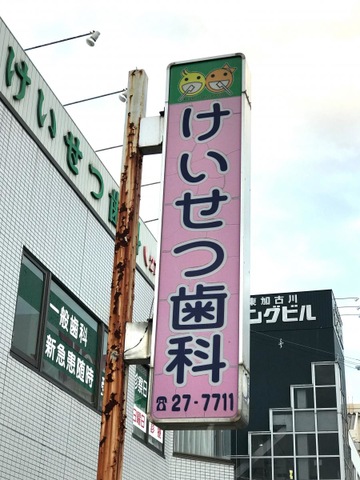 けいせつ歯
けいせつ歯科
☎27-7711
一般歯科
新急患随時
東加古川
ングビル